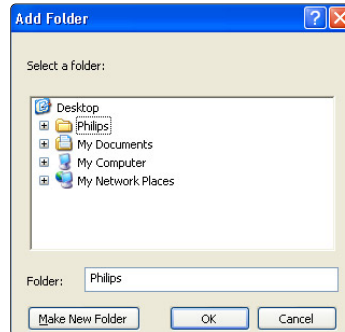 Add Folder
Select a folder:
Desktop
Philips
My Documents
My Computer
My Network Places
Folder: Philips
Make New Folder OK Cancel